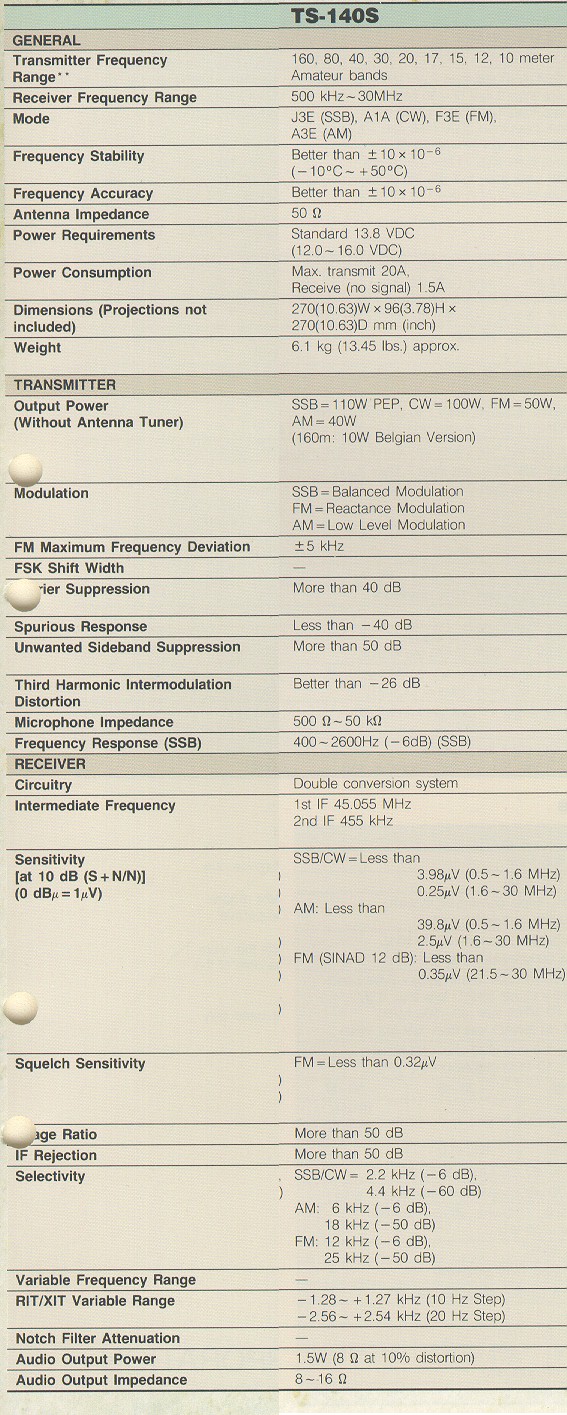 TS-140S
GENERAL
Transmitter Frequency Range** 160, 80, 40, 30, 20, 17, 15, 12, 10 meter Amateur bands
Receiver Frequency Range 500 kHz~30MHz
Mode J3E (SSB), A1A (CW), F3E (FM), A3E (AM)
Frequency Stability Better than ±10×10⁻⁶ (−10°C~+50°C)
Frequency Accuracy Better than ±10×10⁻⁶
Antenna Impedance 50 Ω
Power Requirements Standard 13.8 VDC (12.0~16.0 VDC)
Power Consumption Max. transmit 20A, Receive (no signal) 1.5A
Dimensions (Projections not included) 270(10.63)W×96(3.78)H× 270(10.63)D mm (inch)
Weight 6.1 kg (13.45 lbs.) approx.
TRANSMITTER
Output Power (Without Antenna Tuner) SSB=110W PEP, CW=100W, FM=50W, AM=40W
(160m: 10W Belgian Version)
Modulation SSB=Balanced Modulation
FM=Reactance Modulation
AM=Low Level Modulation
FM Maximum Frequency Deviation ±5 kHz
FSK Shift Width —
rier Suppression More than 40 dB
Spurious Response Less than −40 dB
Unwanted Sideband Suppression More than 50 dB
Third Harmonic Intermodulation Distortion Better than −26 dB
Microphone Impedance 500 Ω~50 kΩ
Frequency Response (SSB) 400~2600Hz (−6dB) (SSB)
RECEIVER
Circuitry Double conversion system
Intermediate Frequency 1st IF 45.055 MHz
2nd IF 455 kHz
Sensitivity SSB/CW=Less than
[at 10 dB (S+N/N)] ) 3.98µV (0.5~1.6 MHz)
(0 dBµ=1µV) ) 0.25µV (1.6~30 MHz)
) AM: Less than
39.8µV (0.5~1.6 MHz)
) 2.5µV (1.6~30 MHz)
) FM (SINAD 12 dB): Less than
) 0.35µV (21.5~30 MHz)
)
Squelch Sensitivity FM=Less than 0.32µV
)
)
age Ratio More than 50 dB
IF Rejection More than 50 dB
Selectivity SSB/CW= 2.2 kHz (−6 dB),
) 4.4 kHz (−60 dB)
AM: 6 kHz (−6 dB),
18 kHz (−50 dB)
FM: 12 kHz (−6 dB),
25 kHz (−50 dB)
Variable Frequency Range —
RIT/XIT Variable Range −1.28~+1.27 kHz (10 Hz Step)
−2.56~+2.54 kHz (20 Hz Step)
Notch Filter Attenuation —
Audio Output Power 1.5W (8 Ω at 10% distortion)
Audio Output Impedance 8~16 Ω